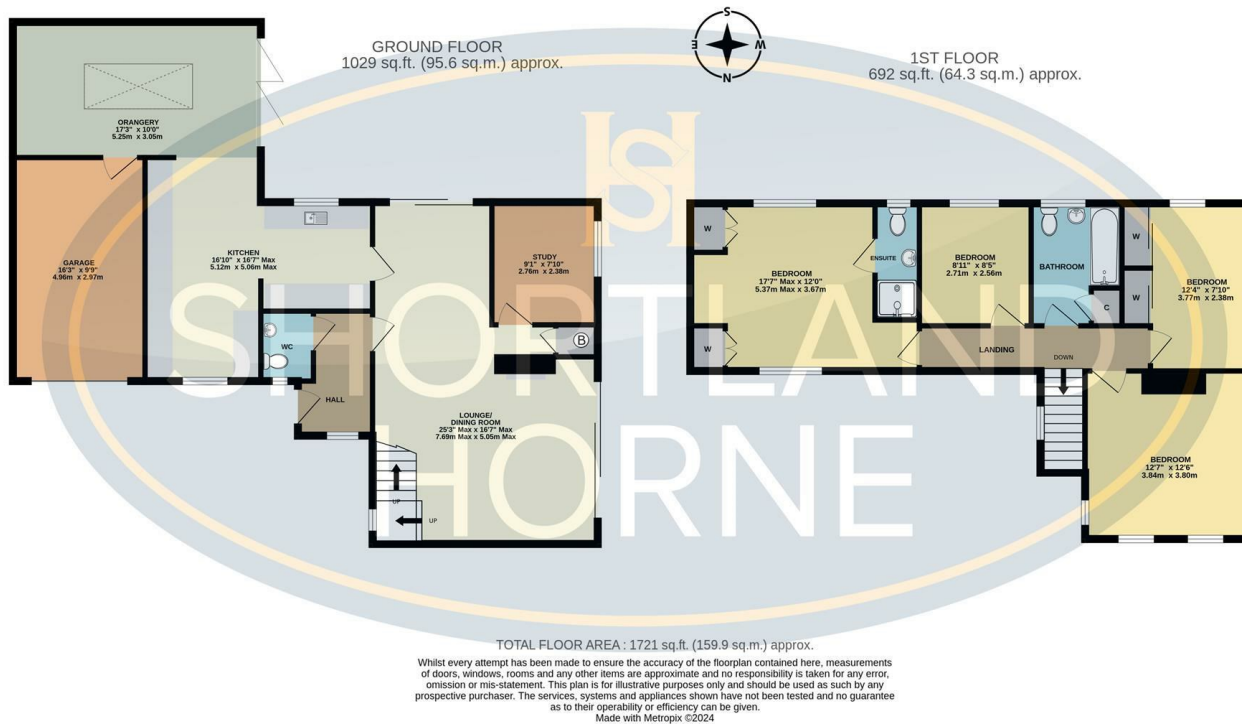 GROUND FLOOR
1029 sq.ft. (95.6 sq.m.) approx.
ORANGERY
17'3" x 10'0"
5.25m x 3.05m
GARAGE
16'3" x 9'9"
4.96m x 2.97m
KITCHEN
16'10" x 16'7" Max
5.12m x 5.06m Max
STUDY
9'1" x 7'10"
2.76m x 2.38m
WC
HALL
B
LOUNGE/
DINING ROOM
25'3" Max x 16'7" Max
7.69m Max x 5.05m Max
UP
UP
S
E
W
N
1ST FLOOR
692 sq.ft. (64.3 sq.m.) approx.
W
BEDROOM
17'7" Max x 12'0"
5.37m Max x 3.67m
W
ENSUITE
BEDROOM
8'11" x 8'5"
2.71m x 2.56m
BATHROOM
C
W
W
BEDROOM
12'4" x 7'10"
3.77m x 2.38m
LANDING
DOWN
BEDROOM
12'7" x 12'6"
3.84m x 3.80m
SH
SHORTLAND
HORNE
TOTAL FLOOR AREA : 1721 sq.ft. (159.9 sq.m.) approx.
Whilst every attempt has been made to ensure the accuracy of the floorplan contained here, measurements
of doors, windows, rooms and any other items are approximate and no responsibility is taken for any error,
omission or mis-statement. This plan is for illustrative purposes only and should be used as such by any
prospective purchaser. The services, systems and appliances shown have not been tested and no guarantee
as to their operability or efficiency can be given.
Made with Metropix ©2024